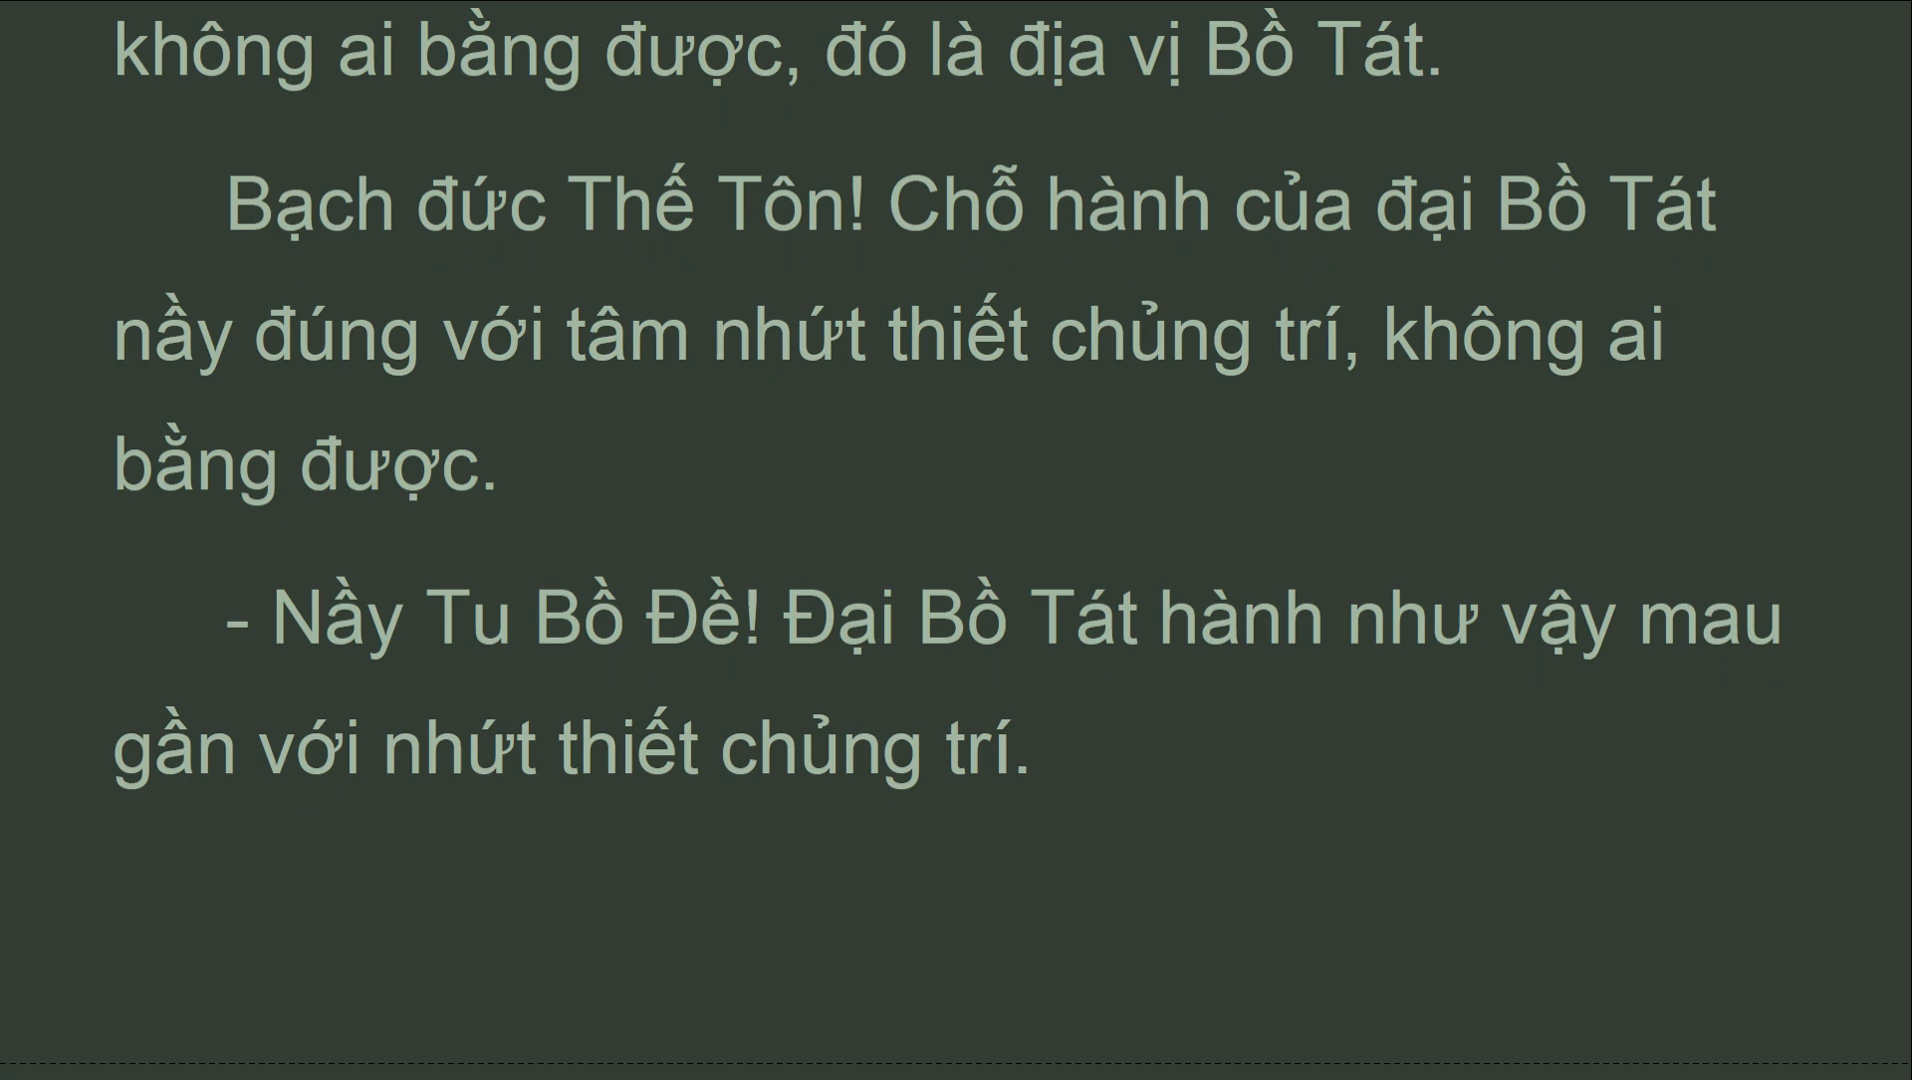 không ai bằng được, đó là địa vị Bồ Tát.
Bạch đức Thế Tôn! Chỗ hành của đại Bồ Tát
nầy đúng với tâm nhứt thiết chủng trí, không ai
bằng được.
- Nầy Tu Bồ Đề! Đại Bồ Tát hành như vậy mau
gần với nhứt thiết chủng trí.